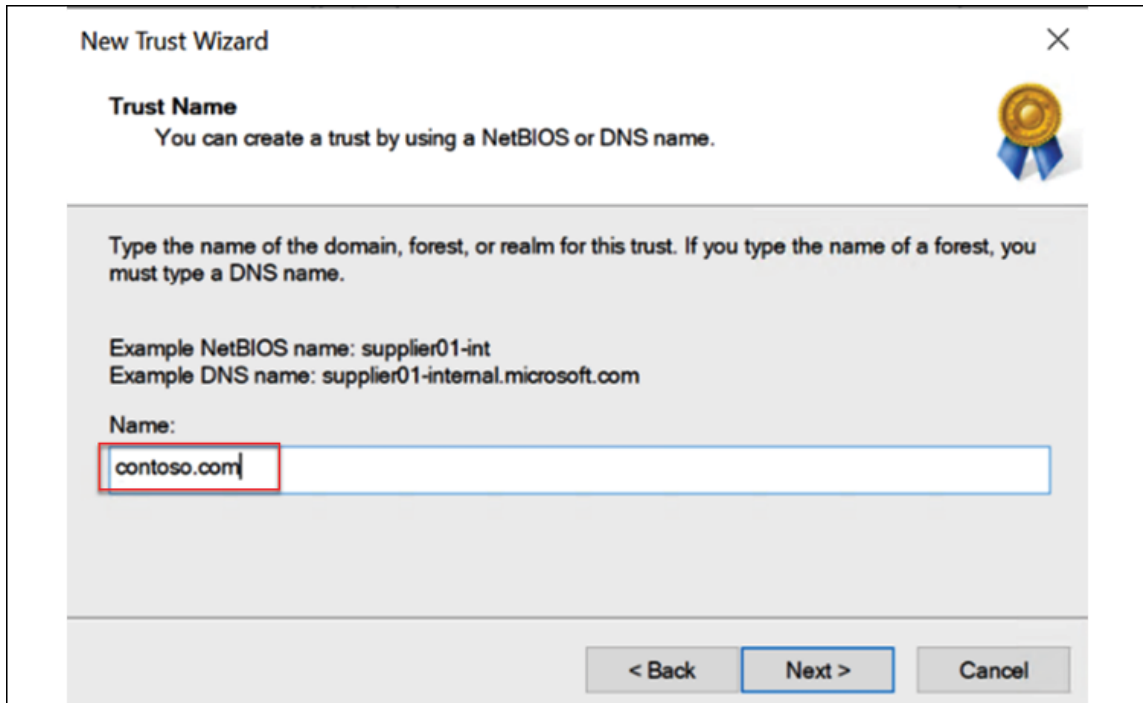 New Trust Wizard
Trust Name
You can create a trust by using a NetBIOS or DNS name.
Type the name of the domain, forest, or realm for this trust. If you type the name of a forest, you
must type a DNS name.
Example NetBIOS name: supplier01-int
Example DNS name: supplier01-internal.microsoft.com
Name:
contoso.com
< Back Next > Cancel